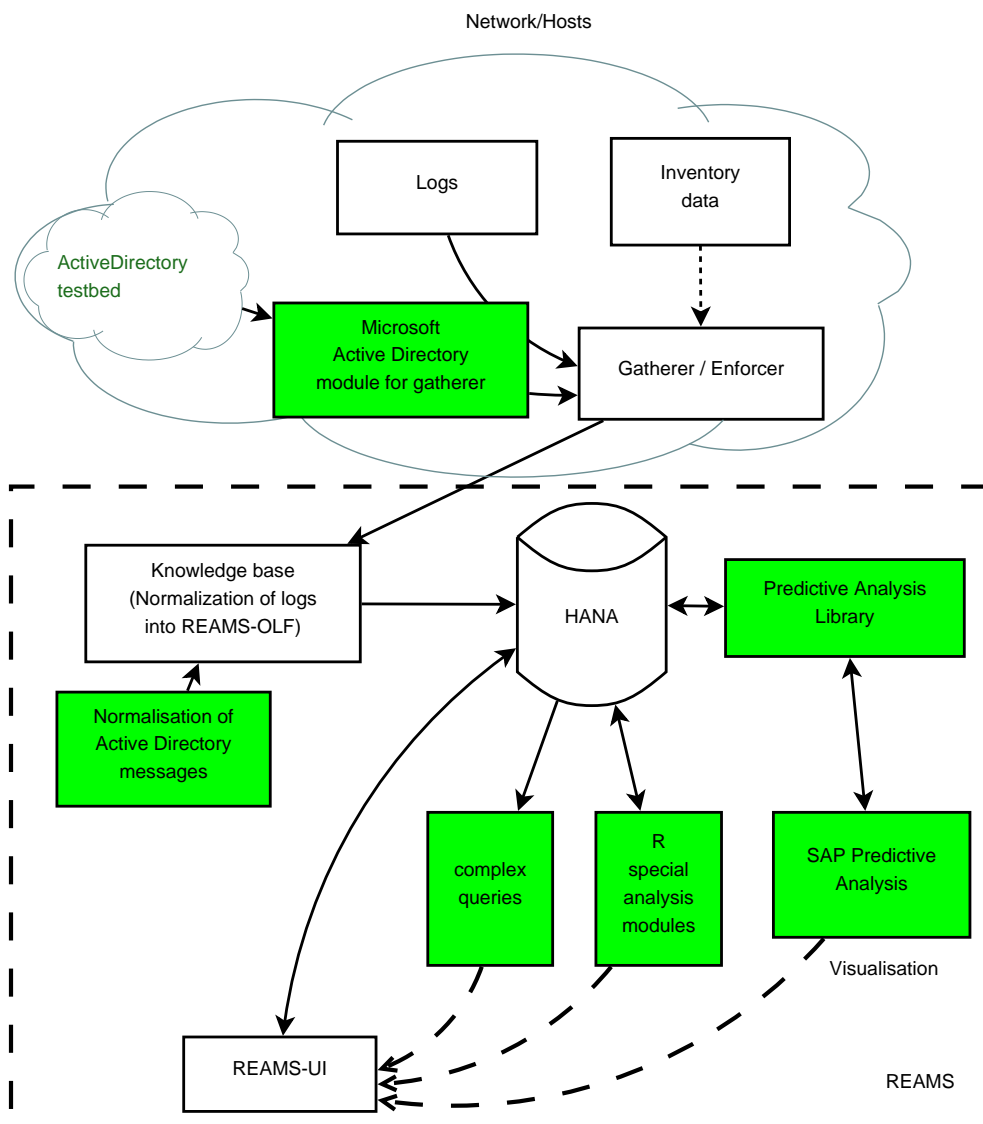 Network/Hosts
Logs
Inventory
data
ActiveDirectory
testbed
Microsoft
Active Directory
module for gatherer
Gatherer / Enforcer
Knowledge base
(Normalization of logs
into REAMS-OLF)
HANA
Predictive Analysis
Library
Normalisation of
Active Directory
messages
complex
queries
R
special
analysis
modules
SAP Predictive
Analysis
Visualisation
REAMS-UI
REAMS